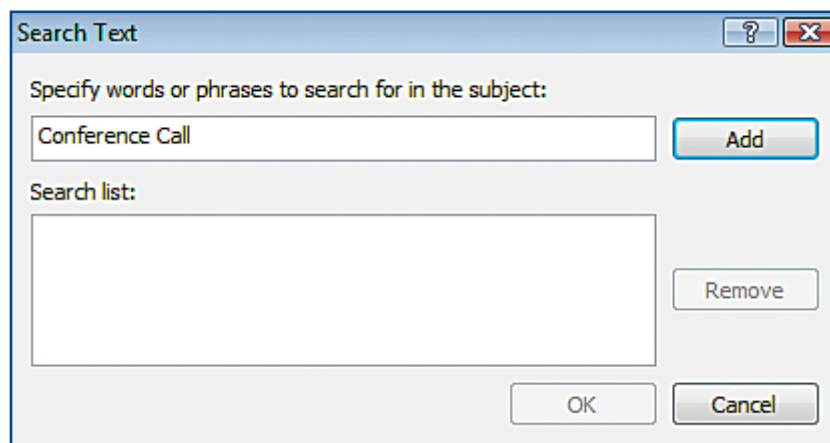 Search Text
Specify words or phrases to search for in the subject:
Conference Call
Add
Search list:
Remove
OK
Cancel